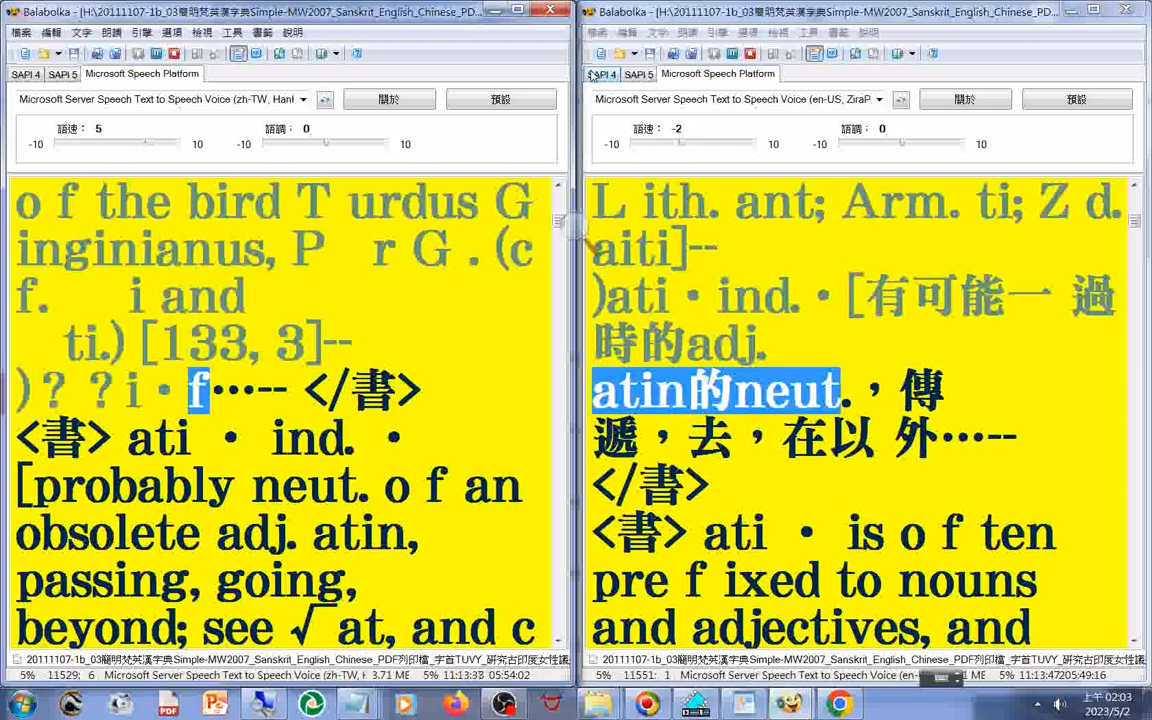 Balabolka - [H:\20111107-1b_03簡明梵英漢字典Simple-MW2007_Sanskrit_English_Chinese_PD...
檔案 編輯 文字 朗讀 引擎 選項 檢視 工具 書籤 說明
SAPI 4 SAPI 5 Microsoft Speech Platform
Microsoft Server Speech Text to Speech Voice (zh-TW, Han 關於 預設
語速： 5 語調： 0
-10 10 -10 10
o f the bird T urdus G
inginianus, P r G . (c
f. i and
ti.) [133, 3]--
)？？i・f…-- </書>
<書> ati ・ ind. ・
[probably neut. o f an
obsolete adj. atin,
passing, going,
beyond; see √ at, and c
20111107-1b_03簡明梵英漢字典Simple-MW2007_Sanskrit_English_Chinese_PDF列印檔_字首TUVY_研究古印度女性議
5% 11529: 6 Microsoft Server Speech Text to Speech Voice (zh-TW, 3.71 ME 5% 11:13:33 05:54:02
Balabolka - [H:\20111107-1b_03簡明梵英漢字典Simple-MW2007_Sanskrit_English_Chinese_PDF...
檔案 編輯 文字 朗讀 引擎 選項 檢視 工具 書籤 說明
SAPI 4 SAPI 5 Microsoft Speech Platform
Microsoft Server Speech Text to Speech Voice (en-US, ZiraP 關於 預設
語速： -2 語調： 0
-10 10 -10 10
L ith. ant; Arm. ti; Z d.
aiti]--
)ati・ind.・[有可能一 過
時的adj.
atin的neut.，傳
遞，去，在以 外…--
</書>
<書> ati ・ is o f ten
pre f ixed to nouns
and adjectives, and
20111107-1b_03簡明梵英漢字典Simple-MW2007_Sanskrit_English_Chinese_PDF列印檔_字首TUVY_研究古印度女性議
5% 11551: 1 Microsoft Server Speech Text to Speech Voice (en-US, ZiraP 5% 11:13:47 205:49:16
上午 02:03
2023/5/2